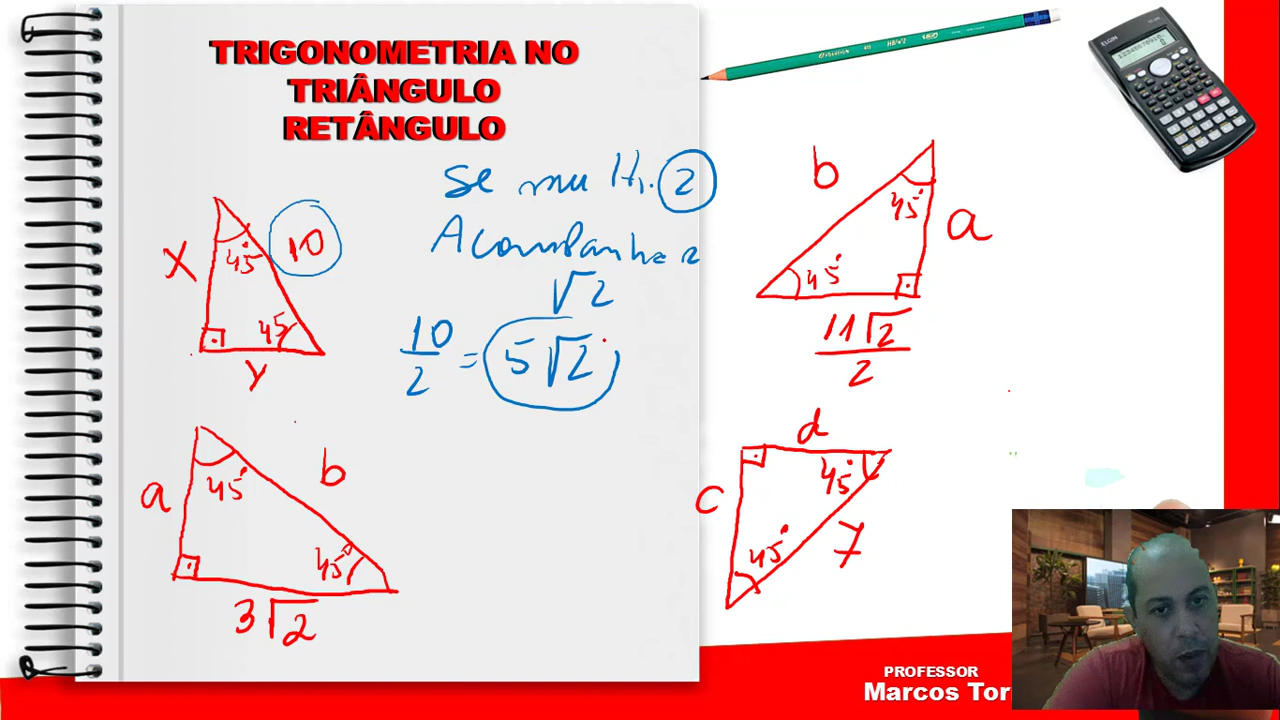 TRIGONOMETRIA NO
TRIÂNGULO
RETÂNGULO
Se
H. 2
Acompanha a
√2
10/2 = 5√2
X
45°
10
45
Y
a
45°
b
45°
3√2
b
45°
a
45°
11√2/2
d
45°
c
45°
7
ELGIN
PROFESSOR
Marcos Tor